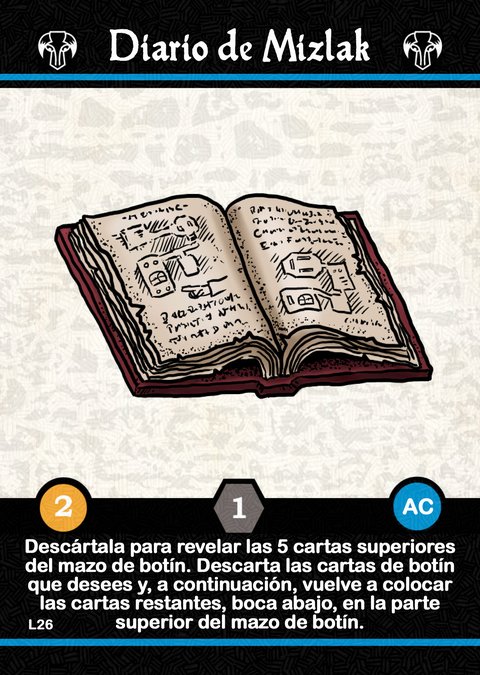 Diario de Mizlak
2
1
AC
Descártala para revelar las 5 cartas superiores
del mazo de botín. Descarta las cartas de botín
que desees y, a continuación, vuelve a colocar
las cartas restantes, boca abajo, en la parte
superior del mazo de botín.
L26